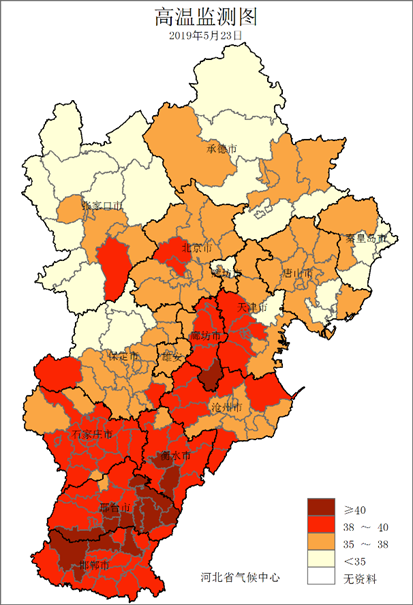 高温监测图
2019年5月23日
承德市
张家口市
秦皇岛市
北京市
廊坊市
唐山市
天津市
廊坊市
保定市
雄安
沧州市
石家庄市
衡水市
邢台市
邯郸市
≥40
38 ～ 40
35 ～ 38
<35
无资料
河北省气候中心